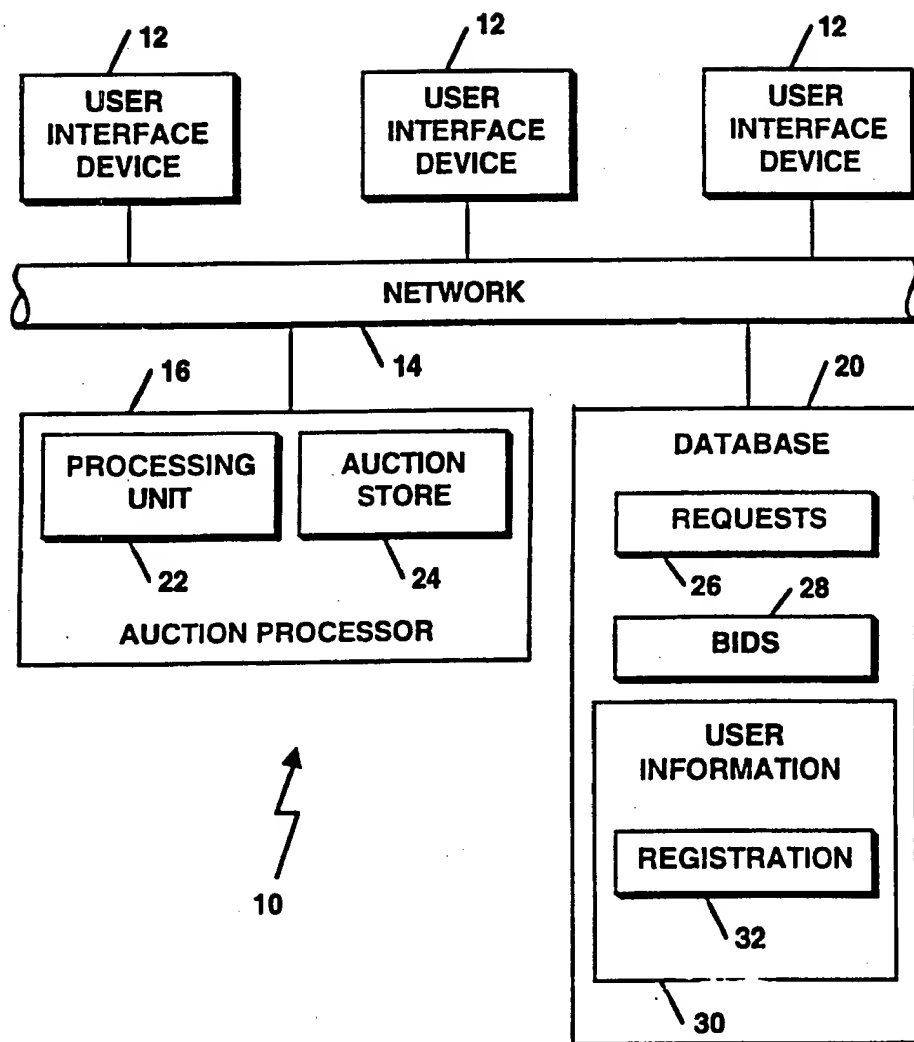 12
12
12
USER
INTERFACE
DEVICE
USER
INTERFACE
DEVICE
USER
INTERFACE
DEVICE
NETWORK
16
14
20
PROCESSING
UNIT
AUCTION
STORE
22
24
AUCTION PROCESSOR
DATABASE
REQUESTS
26
28
BIDS
USER
INFORMATION
REGISTRATION
32
30
10